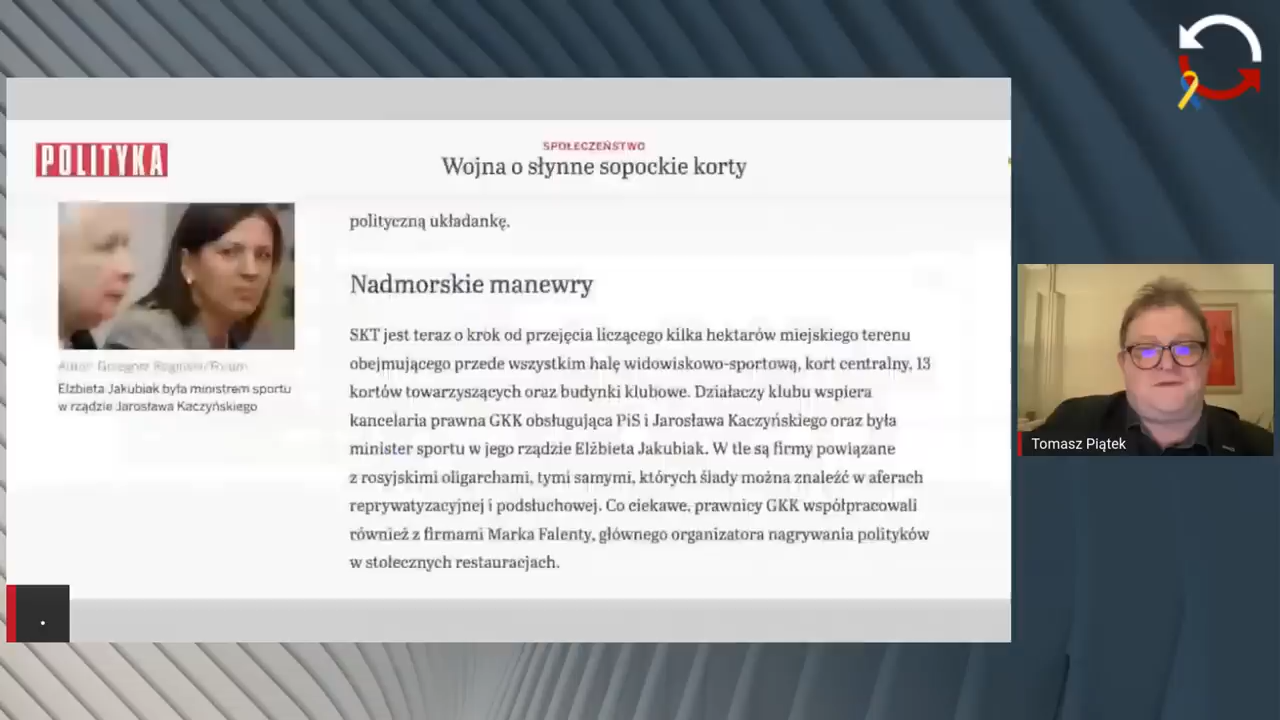 POLITYKA
SPOŁECZEŃSTWO
Wojna o słynne sopockie korty
polityczną układankę.
Nadmorskie manewry
SKT jest teraz o krok od przejęcia liczącego kilka hektarów miejskiego terenu
obejmującego przede wszystkim halę widowiskowo-sportową, kort centralny, 13
kortów towarzyszących oraz budynki klubowe. Działaczy klubu wspiera
kancelaria prawna GKK obsługująca PiS i Jarosława Kaczyńskiego oraz była
minister sportu w jego rządzie Elżbieta Jakubiak. W tle są firmy powiązane
z rosyjskimi oligarchami, tymi samymi, których ślady można znaleźć w aferach
reprywatyzacyjnej i podsłuchowej. Co ciekawe, prawnicy GKK współpracowali
również z firmami Marka Falenty, głównego organizatora nagrywania polityków
w stołecznych restauracjach.
Elżbieta Jakubiak była ministrem sportu
w rządzie Jarosława Kaczyńskiego
Tomasz Piątek